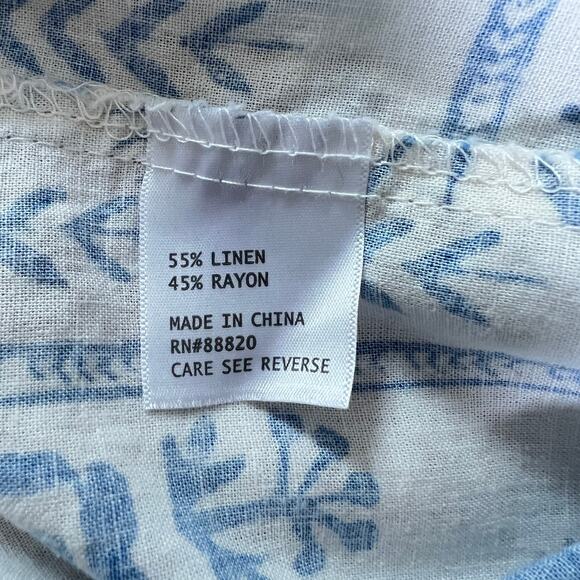 55% LINEN
45% RAYON
MADE IN CHINA
RN#88820
CARE SEE REVERSE